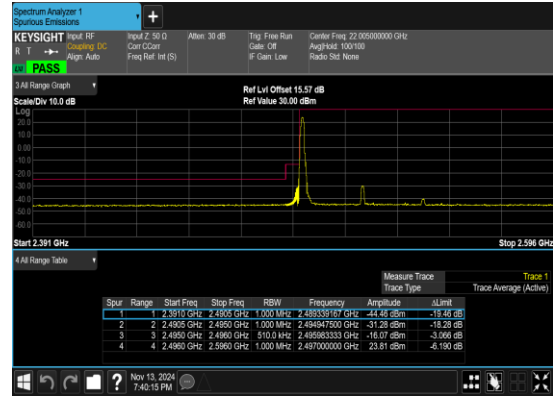 Spectrum Analyzer 1
Spurious Emissions
KEYSIGHT Input: RF Input Z: 50 Ω Atten: 30 dB Trig: Free Run Center Freq: 22.005000000 GHz
R T Coupling: DC Corr CCorr Gate: Off Avg|Hold: 100/100
Align: Auto Freq Ref: Int (S) IF Gain: Low Radio Std: None
PASS
3 All Range Graph
Ref Lvl Offset 15.57 dB
Scale/Div 10.0 dB Ref Value 30.00 dBm
Log
20.0
10.0
0.00
-10.0
-20.0
-30.0
-40.0
-50.0
-60.0
Start 2.391 GHz Stop 2.596 GHz
4 All Range Table
Measure Trace Trace 1
Trace Type Trace Average (Active)
Spur Range Start Freq Stop Freq RBW Frequency Amplitude ΔLimit
1 1 2.3910 GHz 2.4905 GHz 1.000 MHz 2.489339167 GHz -44.46 dBm -19.46 dB
2 2 2.4905 GHz 2.4950 GHz 1.000 MHz 2.494947500 GHz -31.28 dBm -18.28 dB
3 3 2.4950 GHz 2.4960 GHz 510.0 kHz 2.495983333 GHz -16.07 dBm -3.066 dB
4 4 2.4960 GHz 2.5960 GHz 1.000 MHz 2.497000000 GHz 23.81 dBm -6.190 dB
? Nov 13, 2024
7:40:15 PM